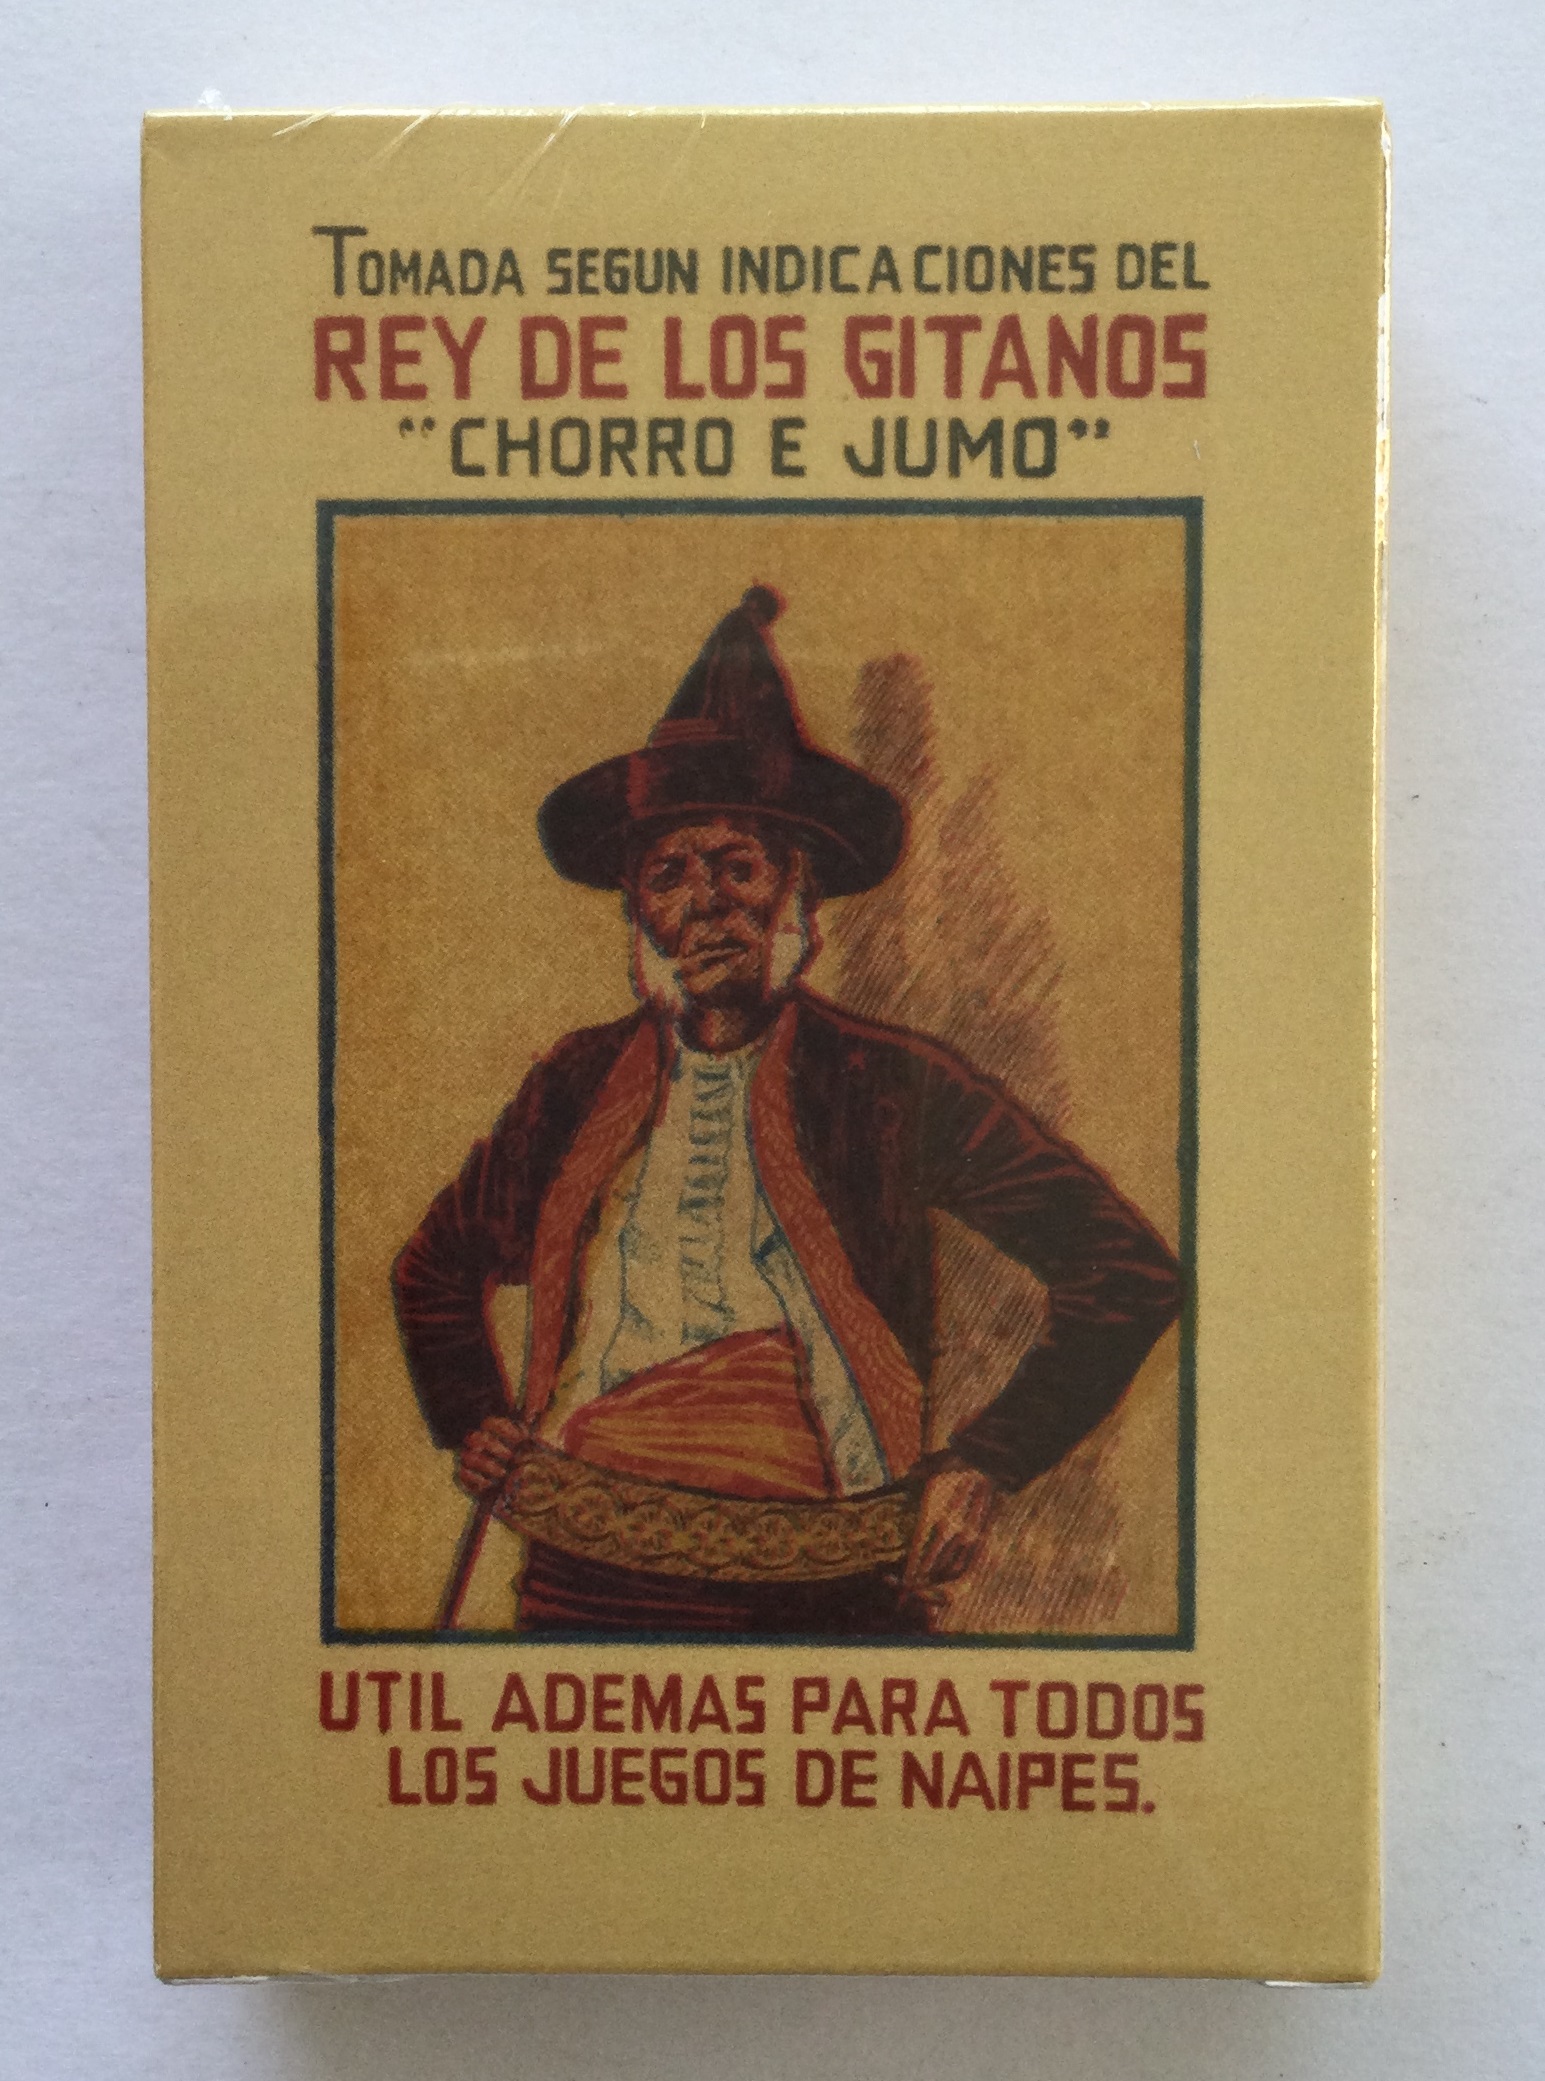 TOMADA SEGUN INDICACIONES DEL
REY DE LOS GITANOS
"CHORRO E JUMO"
UTIL ADEMAS PARA TODOS
LOS JUEGOS DE NAIPES.